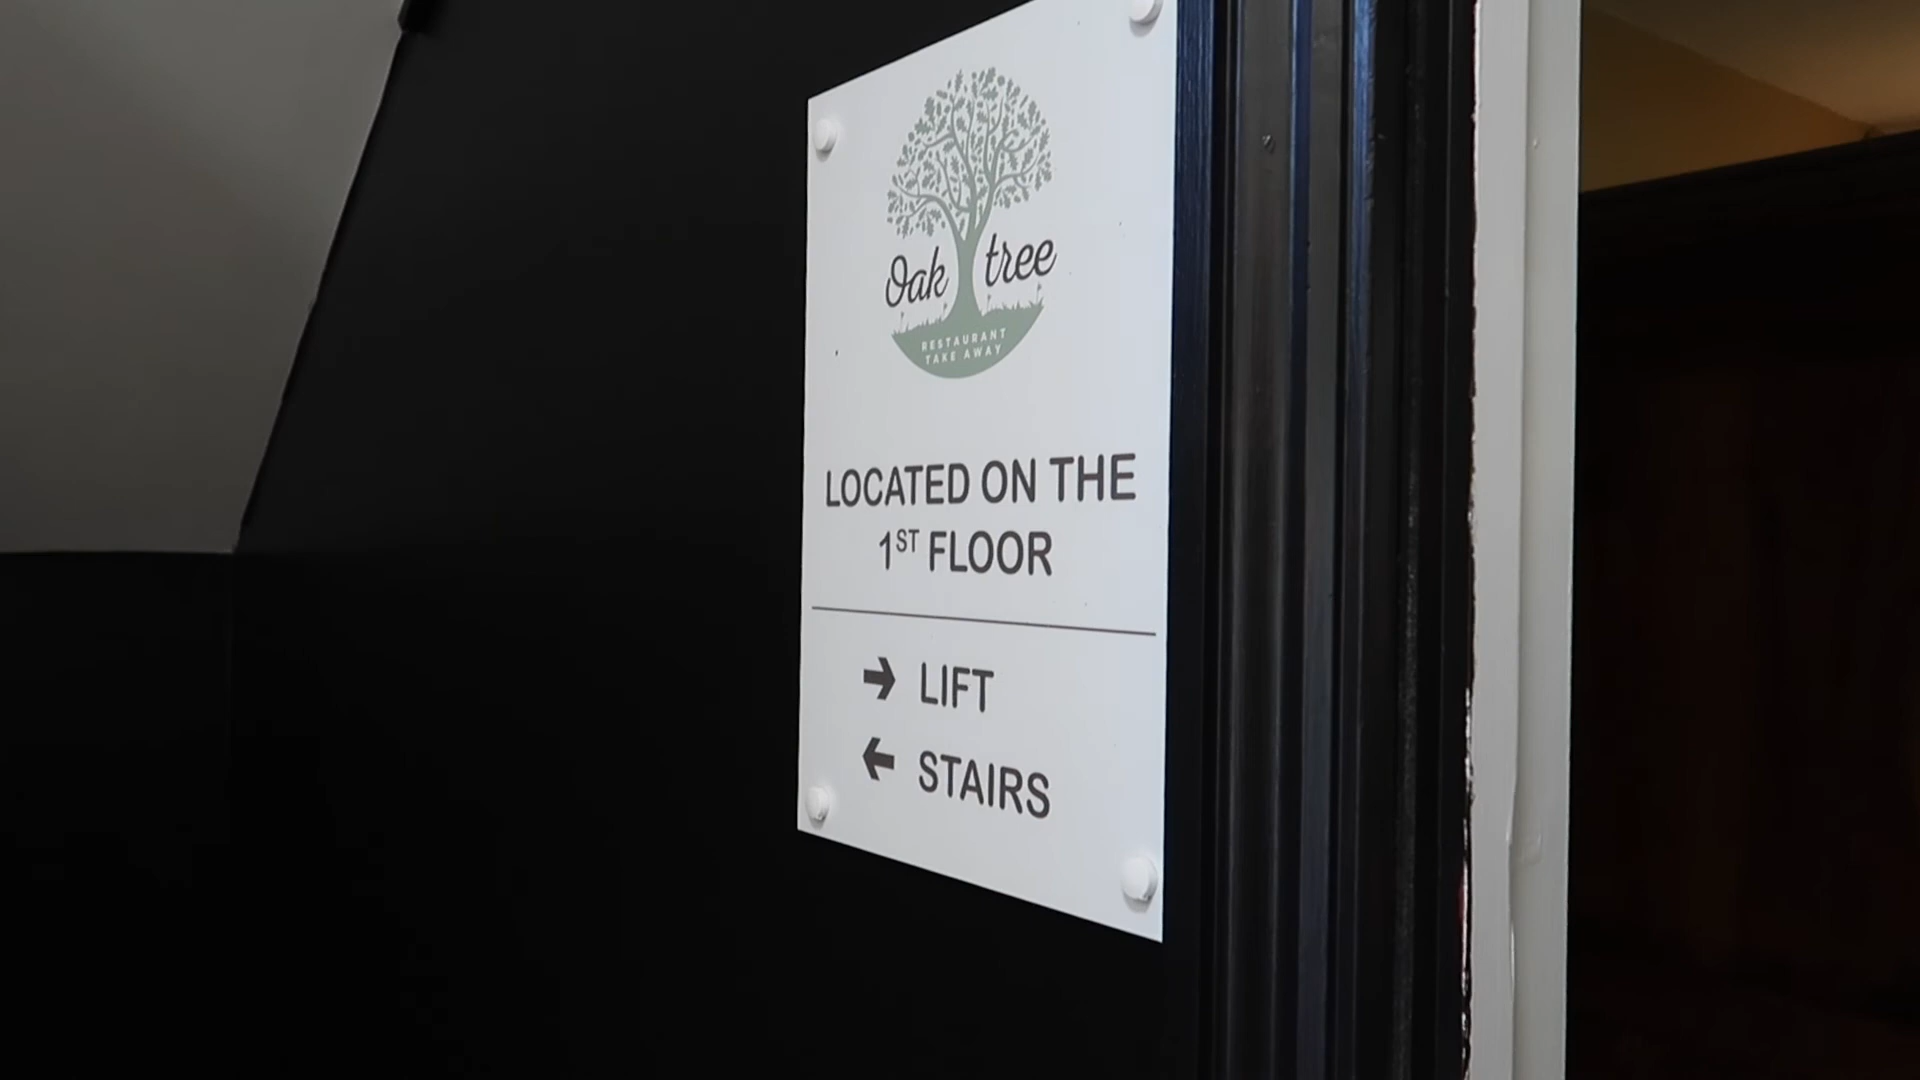 Oak tree
RESTAURANT
TAKE AWAY
LOCATED ON THE
1ST FLOOR
→ LIFT
← STAIRS